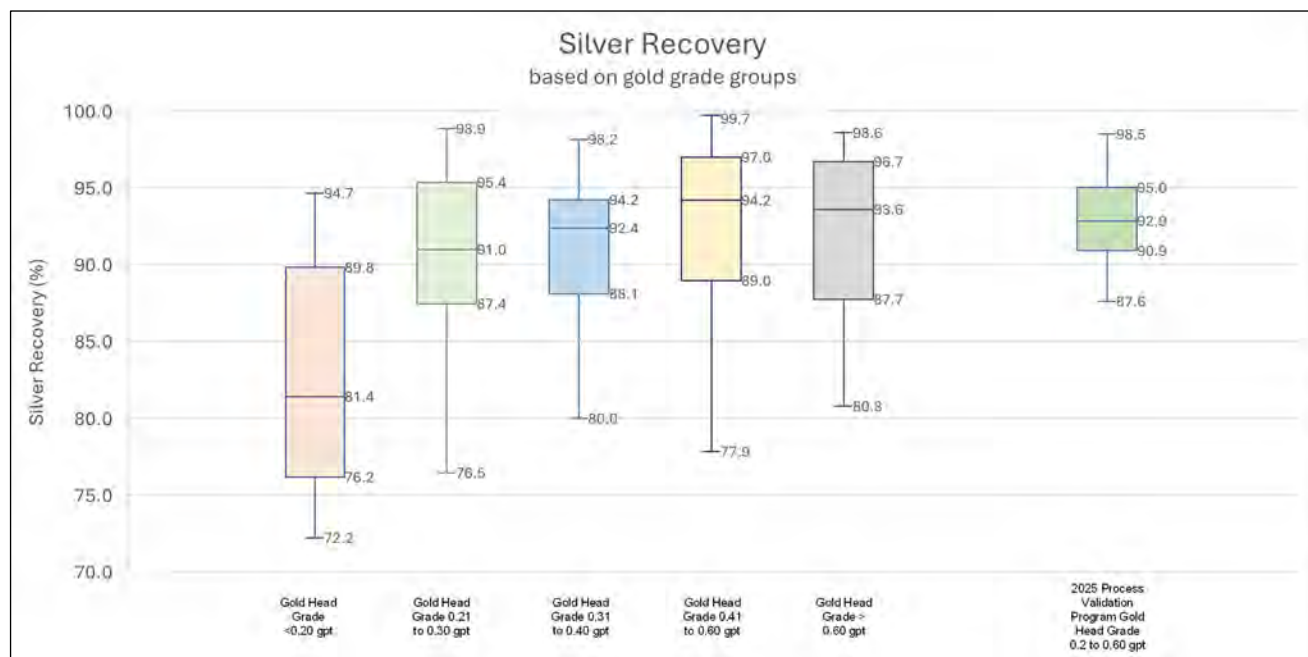 Silver Recovery
based on gold grade groups
Silver Recovery (%)
100.0
95.0
90.0
85.0
80.0
75.0
70.0
94.7
89.8
81.4
76.2
72.2
98.9
95.4
91.0
87.4
76.5
98.2
94.2
92.4
88.1
80.0
99.7
97.0
94.2
89.0
77.9
98.6
96.7
93.6
87.7
80.8
98.5
95.0
92.9
90.9
87.6
Gold Head
Grade
<0.20 gpt
Gold Head
Grade 0.21
to 0.30 gpt
Gold Head
Grade 0.31
to 0.40 gpt
Gold Head
Grade 0.41
to 0.60 gpt
Gold Head
Grade >
0.60 gpt
2025 Process
Validation
Program Gold
Head Grade
0.2 to 0.60 gpt